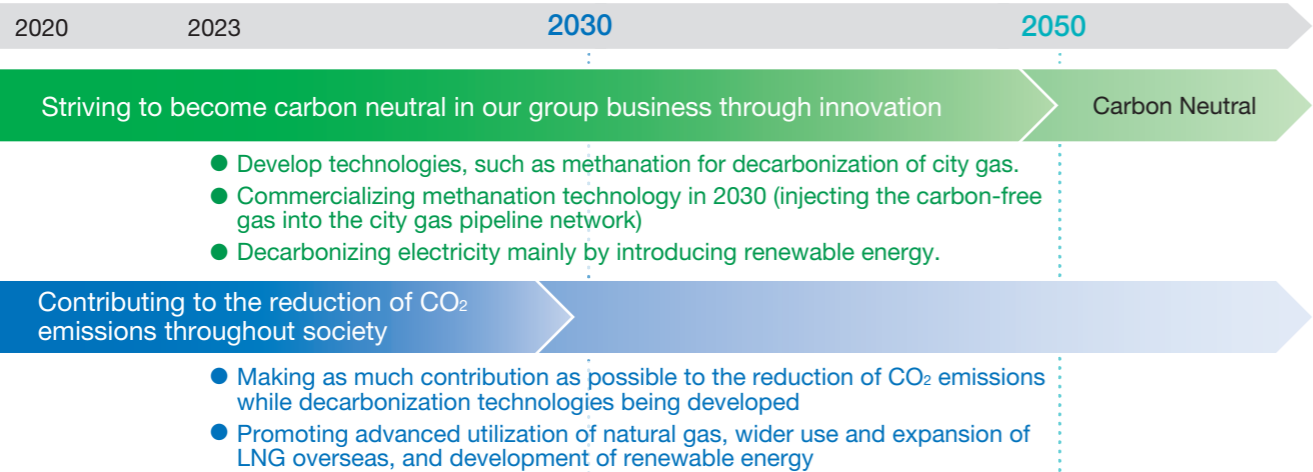 2020 2023 2030 2050
Striving to become carbon neutral in our group business through innovation Carbon Neutral
● Develop technologies, such as methanation for decarbonization of city gas.
● Commercializing methanation technology in 2030 (injecting the carbon-free
gas into the city gas pipeline network)
● Decarbonizing electricity mainly by introducing renewable energy.
Contributing to the reduction of CO₂
emissions throughout society
● Making as much contribution as possible to the reduction of CO₂ emissions
while decarbonization technologies being developed
● Promoting advanced utilization of natural gas, wider use and expansion of
LNG overseas, and development of renewable energy